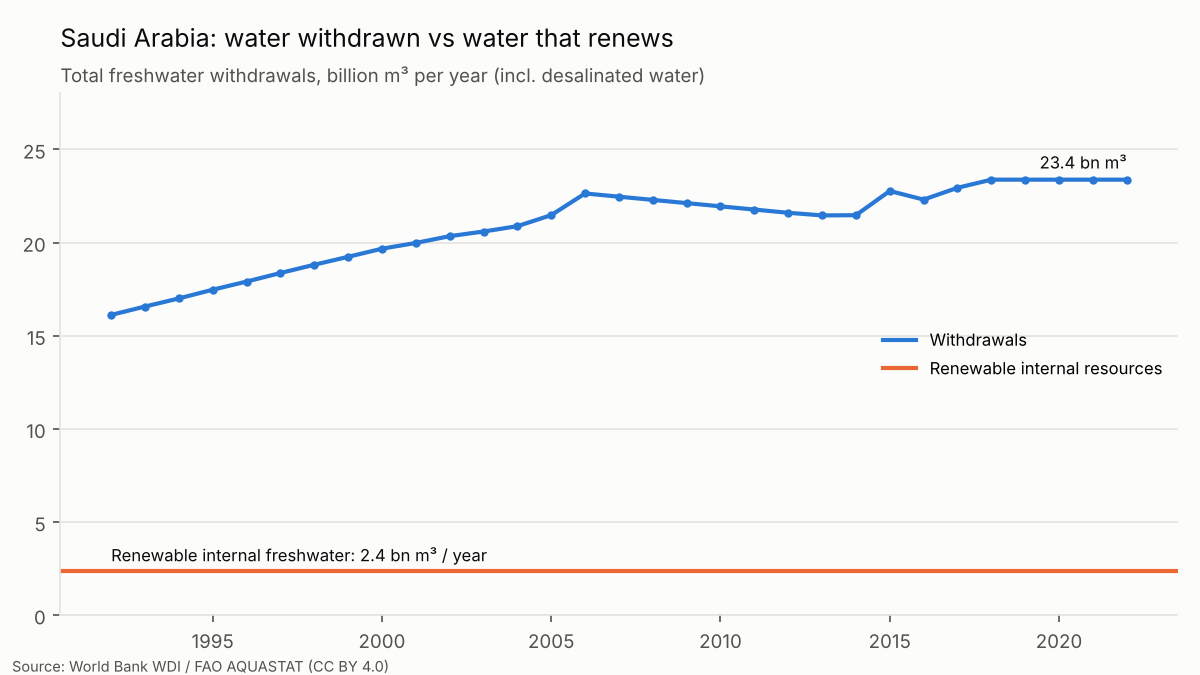 Saudi Arabia: water withdrawn vs water that renews
Total freshwater withdrawals, billion m³ per year (incl. desalinated water)
25
23.4 bn m³
20
15
Withdrawals
Renewable internal resources
10
5
Renewable internal freshwater: 2.4 bn m³ / year
0
1995 2000 2005 2010 2015 2020
Source: World Bank WDI / FAO AQUASTAT (CC BY 4.0)